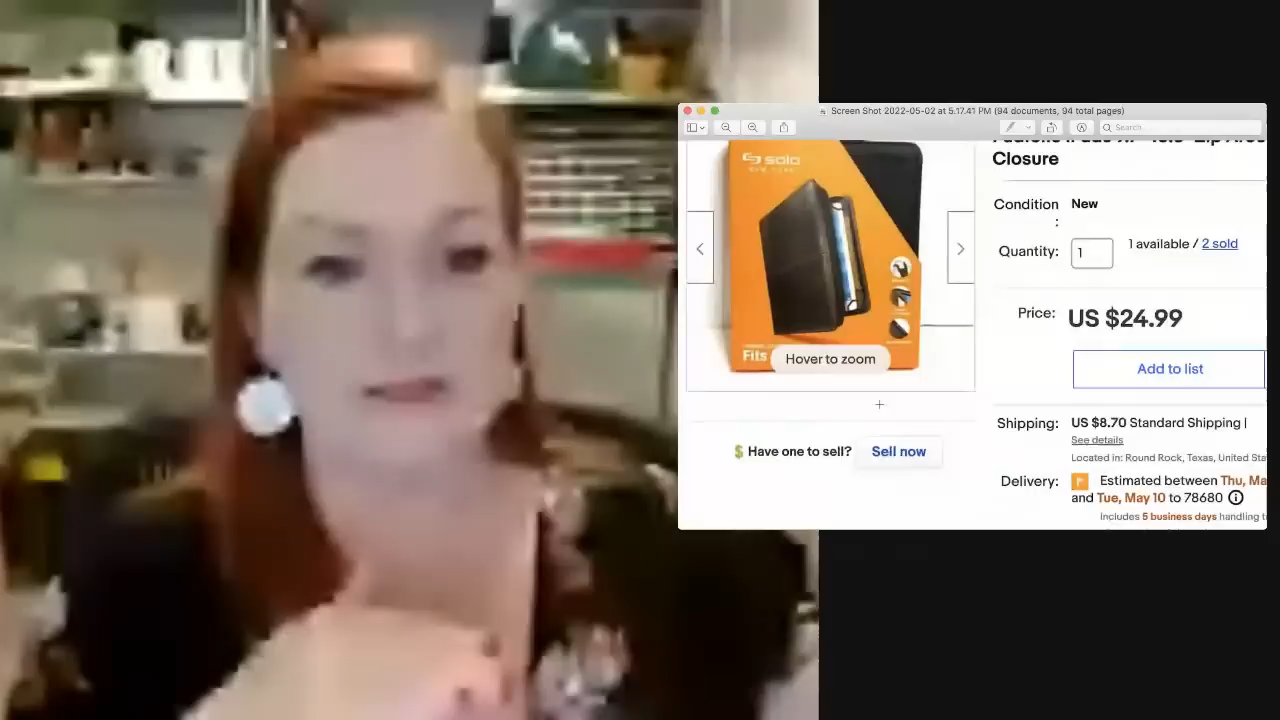 Screen Shot 2022-05-02 at 5.17.41 PM (94 documents, 94 total pages)
Search
Closure
solo
NEW YORK
Fits
Hover to zoom
Have one to sell? Sell now
Condition
:
New
Quantity:
1
1 available / 2 sold
Price:
US $24.99
Add to list
Shipping:
US $8.70 Standard Shipping |
See details
Located in: Round Rock, Texas, United Sta
Delivery:
Estimated between Thu, Ma
and Tue, May 10 to 78680
Includes 5 business days handling t